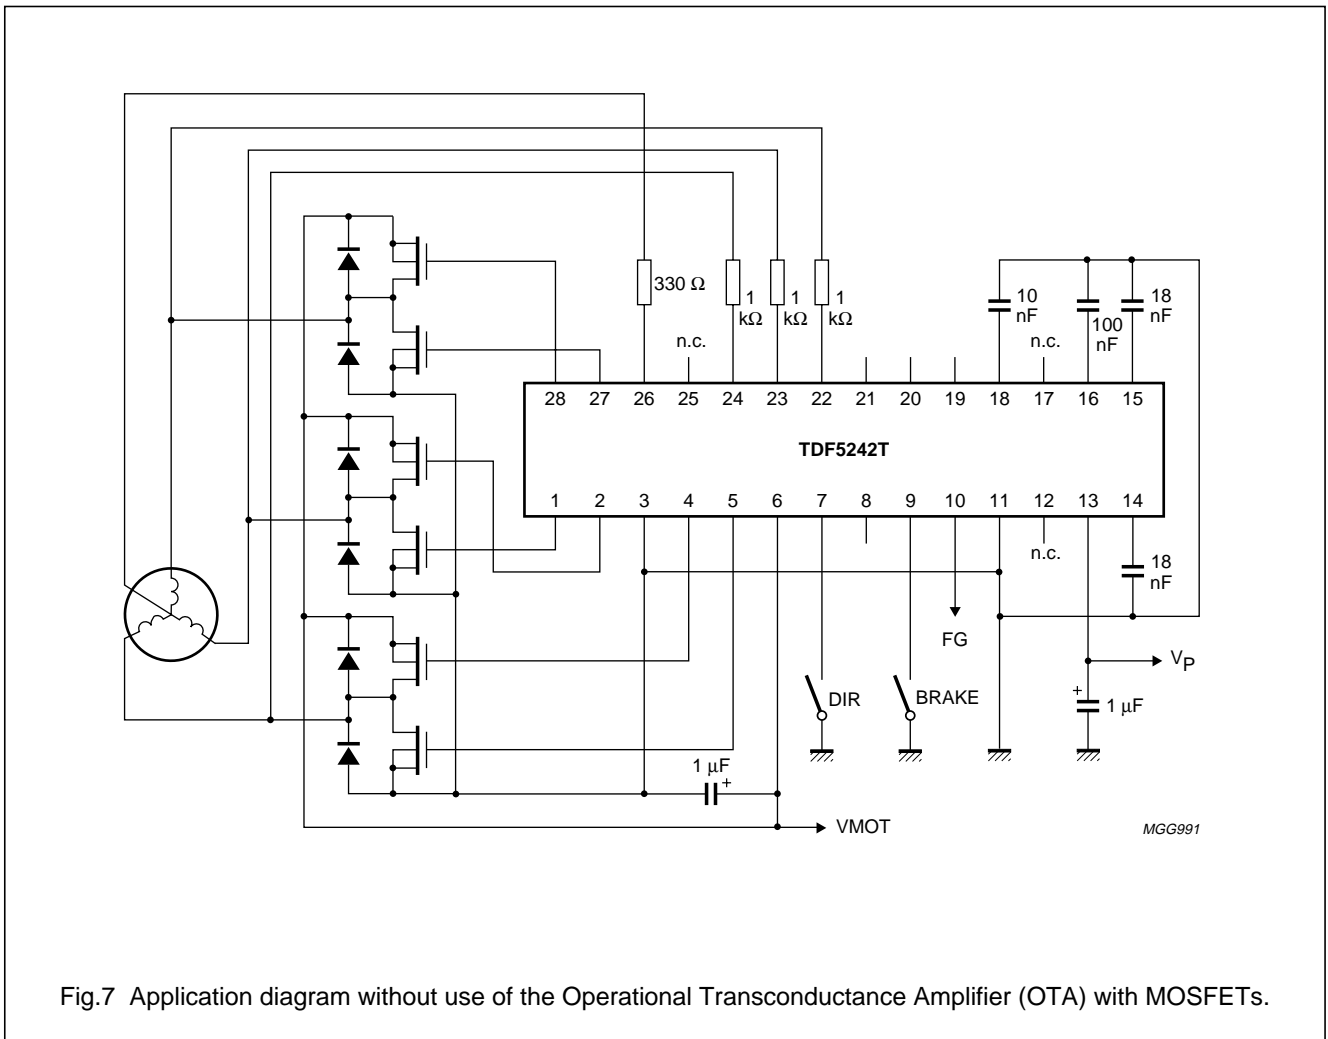 330 Ω
1
kΩ
1
kΩ
1
kΩ
10
nF
100
nF
18
nF
n.c.
n.c.
28 27 26 25 24 23 22 21 20 19 18 17 16 15
TDF5242T
1 2 3 4 5 6 7 8 9 10 11 12 13 14
n.c.
18
nF
FG
VP
DIR
BRAKE
+
1 µF
1 µF
+
VMOT
MGG991
Fig.7 Application diagram without use of the Operational Transconductance Amplifier (OTA) with MOSFETs.